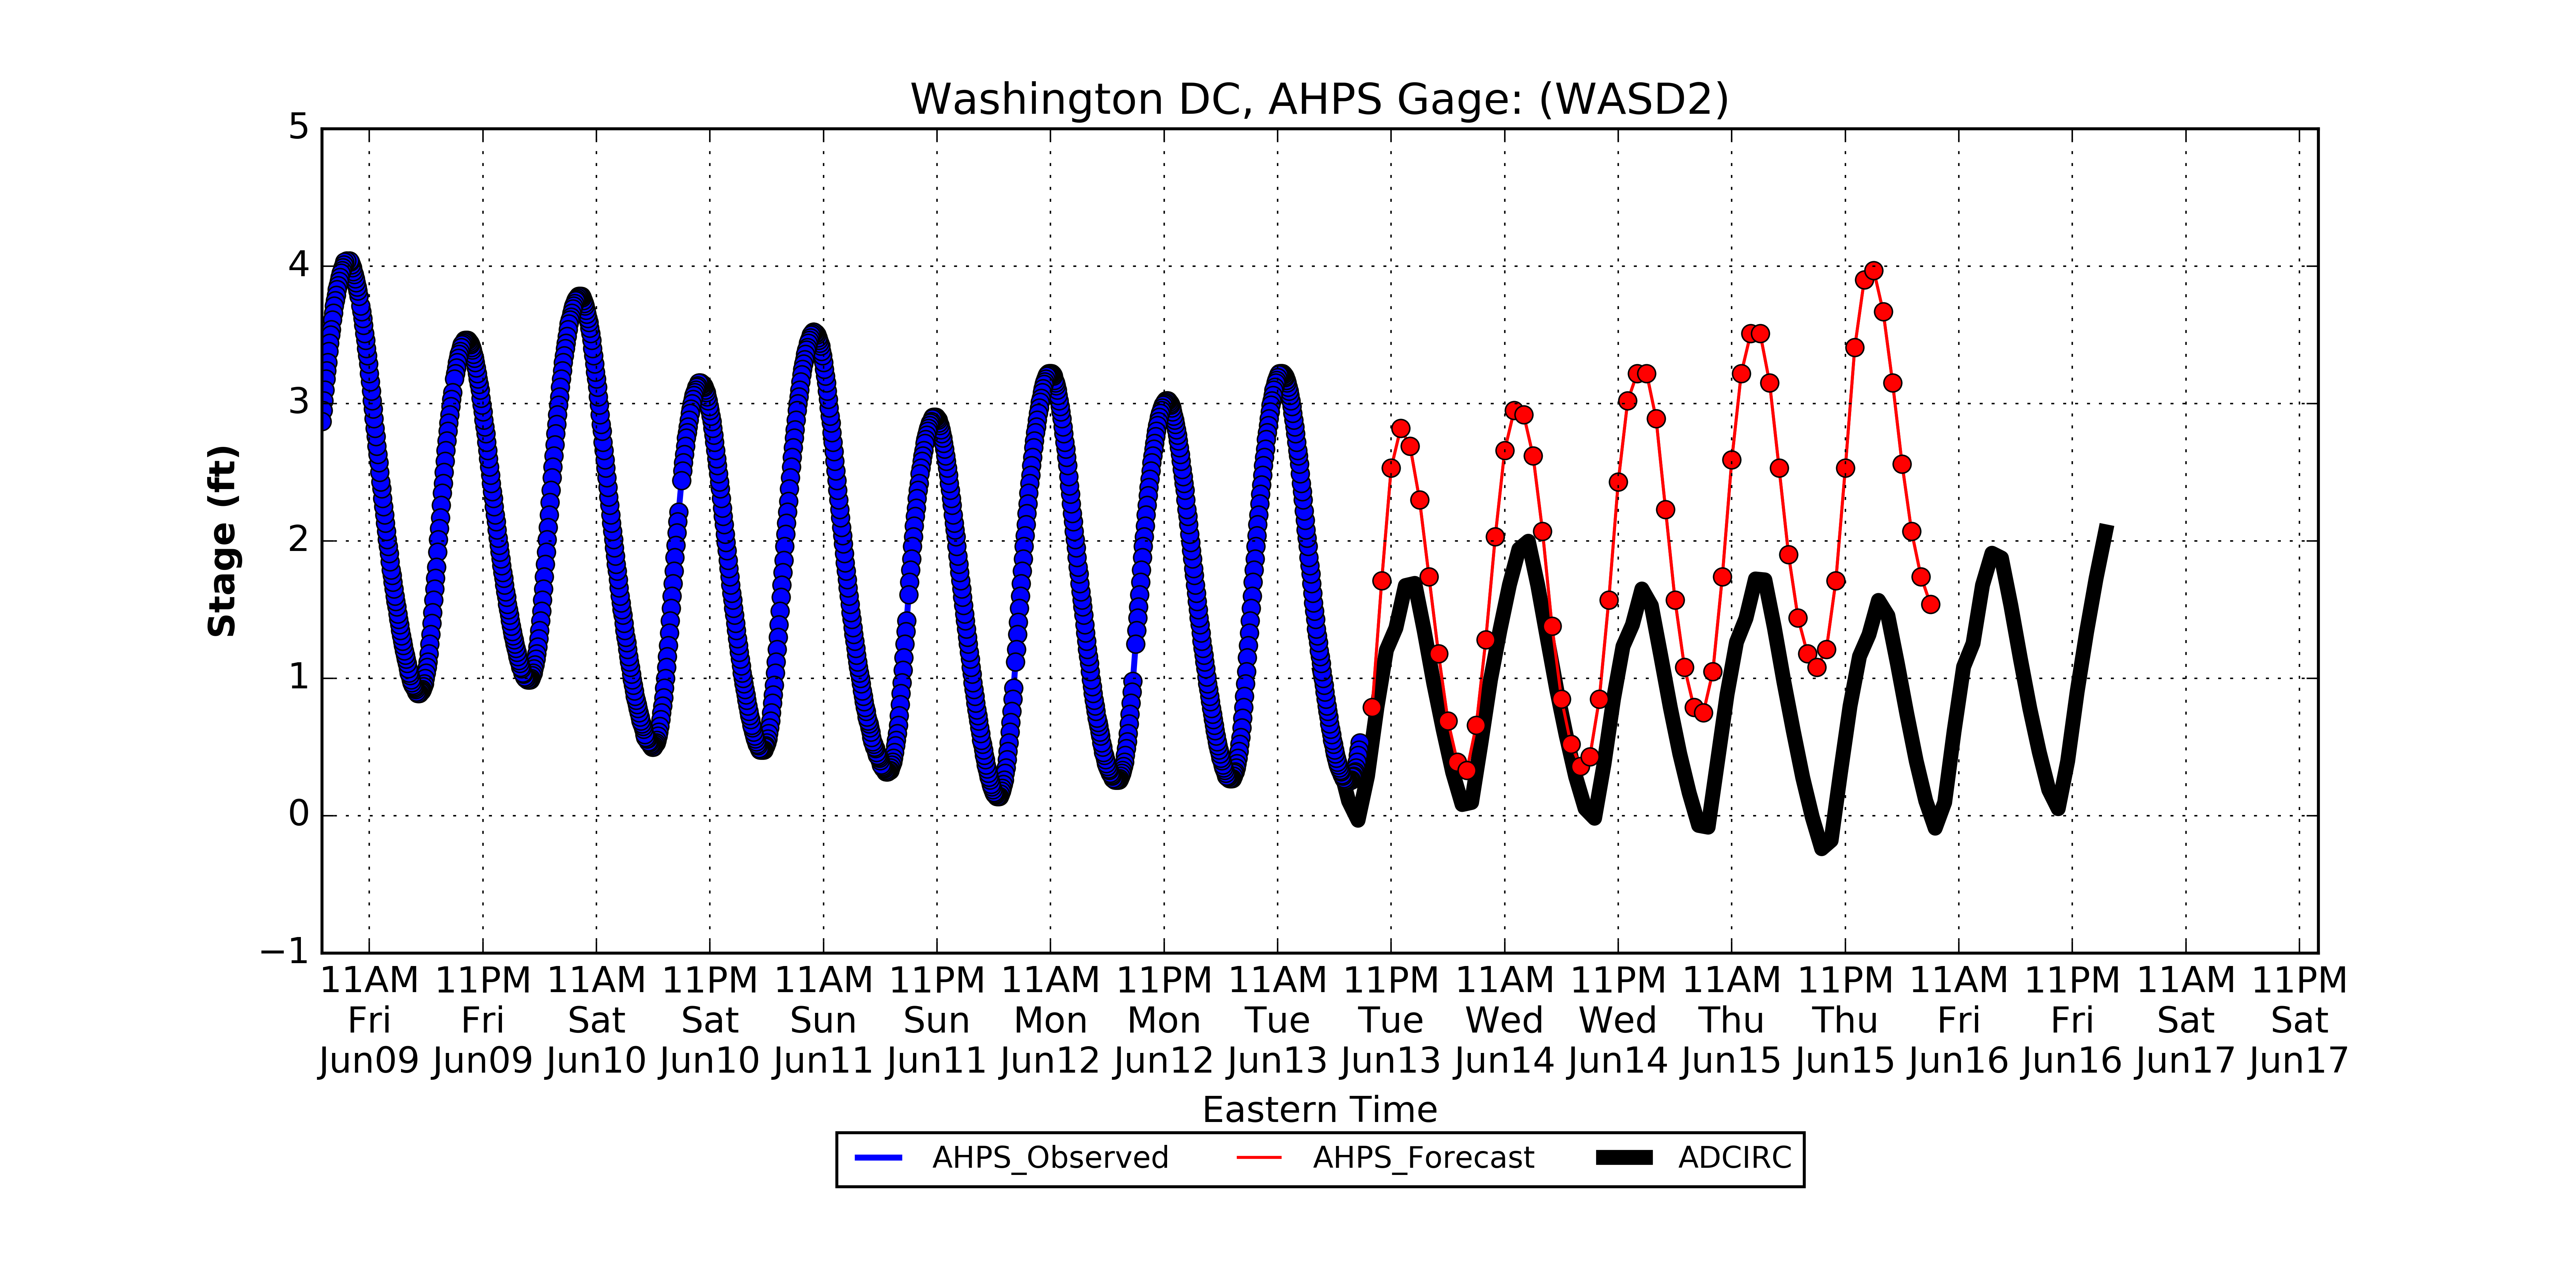 Washington DC, AHPS Gage: (WASD2)
5
4
3
2
1
0
−1
Stage (ft)
11AM 11PM 11AM 11PM 11AM 11PM 11AM 11PM 11AM 11PM 11AM 11PM 11AM 11PM 11AM 11PM 11AM 11PM
Fri Fri Sat Sat Sun Sun Mon Mon Tue Tue Wed Wed Thu Thu Fri Fri Sat Sat
Jun09 Jun09 Jun10 Jun10 Jun11 Jun11 Jun12 Jun12 Jun13 Jun13 Jun14 Jun14 Jun15 Jun15 Jun16 Jun16 Jun17 Jun17
Eastern Time
AHPS_Observed AHPS_Forecast ADCIRC